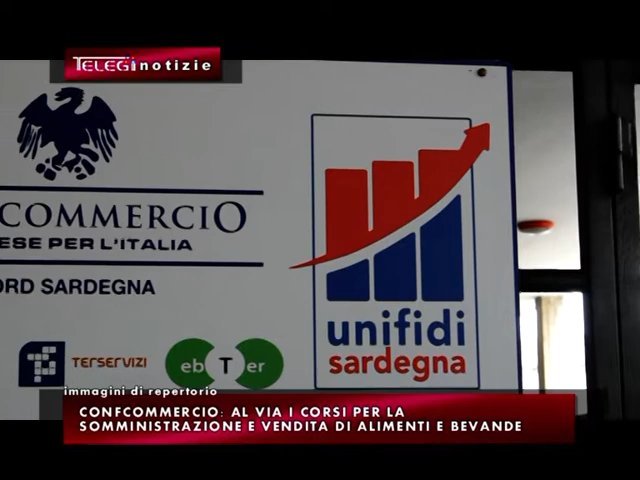 TELEGInotizie
COMMERCIO
ESE PER L'ITALIA
ORD SARDEGNA
TERSERVIZI
eb T er
unifidi
sardegna
immagini di repertorio
CONFCOMMERCIO: AL VIA I CORSI PER LA
SOMMINISTRAZIONE E VENDITA DI ALIMENTI E BEVANDE